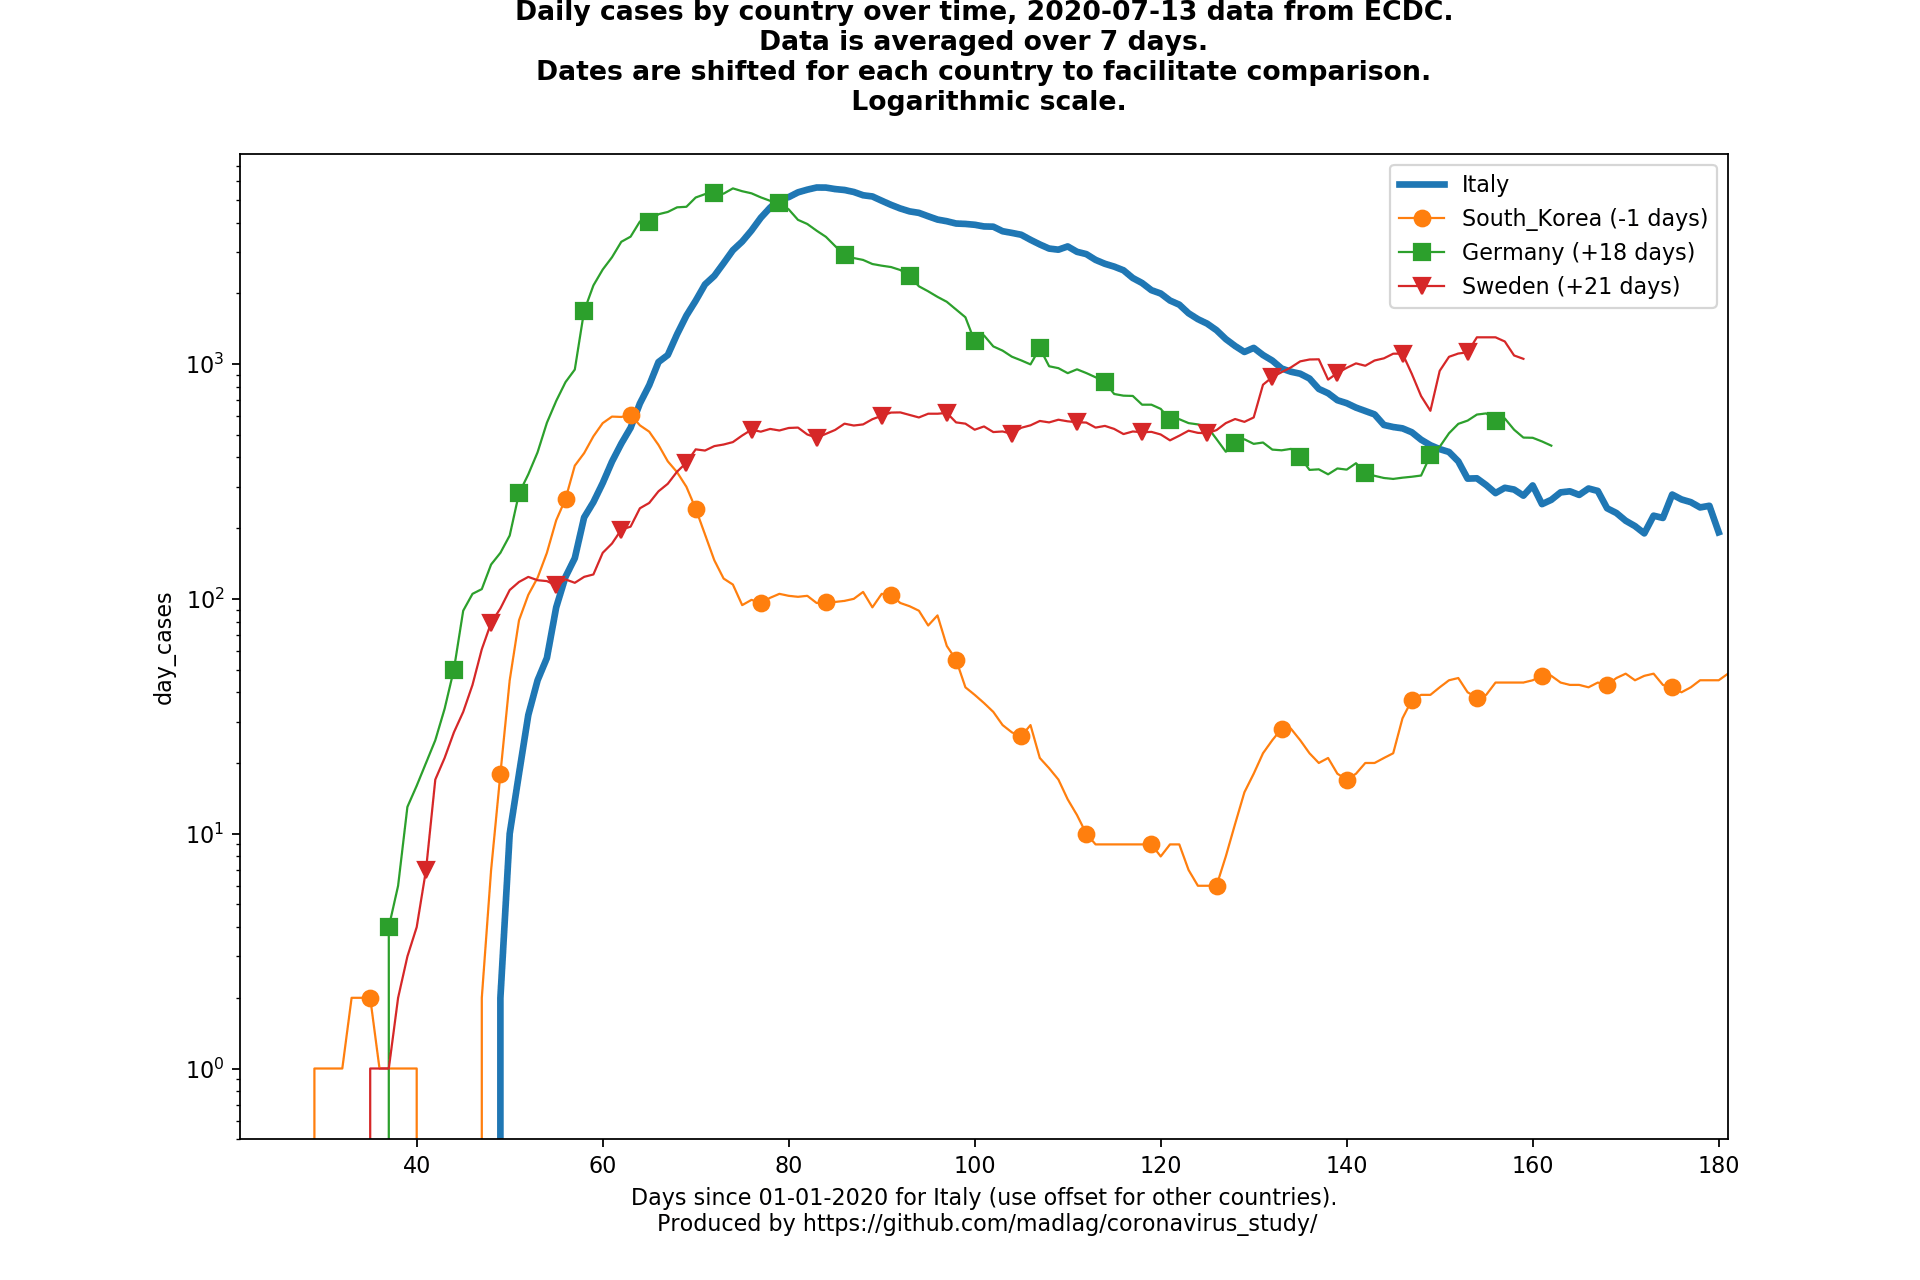 Daily cases by country over time, 2020-07-13 data from ECDC.
Data is averaged over 7 days.
Dates are shifted for each country to facilitate comparison.
Logarithmic scale.
Italy
South_Korea (-1 days)
Germany (+18 days)
Sweden (+21 days)
day_cases
10³
10²
10¹
10⁰
40 60 80 100 120 140 160 180
Days since 01-01-2020 for Italy (use offset for other countries).
Produced by https://github.com/madlag/coronavirus_study/